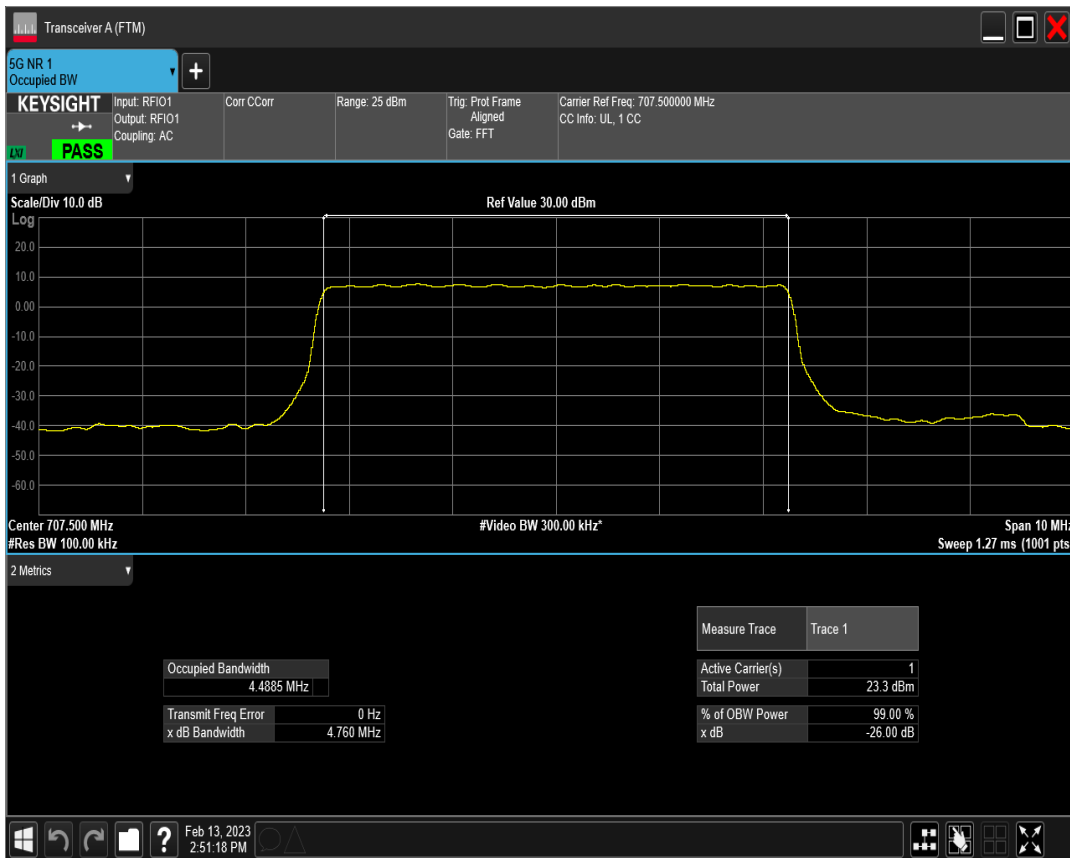 Transceiver A (FTM)
5G NR 1
Occupied BW
KEYSIGHT
LXI
PASS
Input: RFIO1
Output: RFIO1
Coupling: AC
Corr CCorr
Range: 25 dBm
Trig: Prot Frame
Aligned
Gate: FFT
Carrier Ref Freq: 707.500000 MHz
CC Info: UL, 1 CC
1 Graph
Scale/Div 10.0 dB
Ref Value 30.00 dBm
Log
20.0
10.0
0.00
-10.0
-20.0
-30.0
-40.0
-50.0
-60.0
Center 707.500 MHz
#Video BW 300.00 kHz*
Span 10 MHz
#Res BW 100.00 kHz
Sweep 1.27 ms (1001 pts
2 Metrics
Measure Trace Trace 1
Occupied Bandwidth
4.4885 MHz
Active Carrier(s) 1
Total Power 23.3 dBm
Transmit Freq Error 0 Hz
x dB Bandwidth 4.760 MHz
% of OBW Power 99.00 %
x dB -26.00 dB
?
Feb 13, 2023
2:51:18 PM